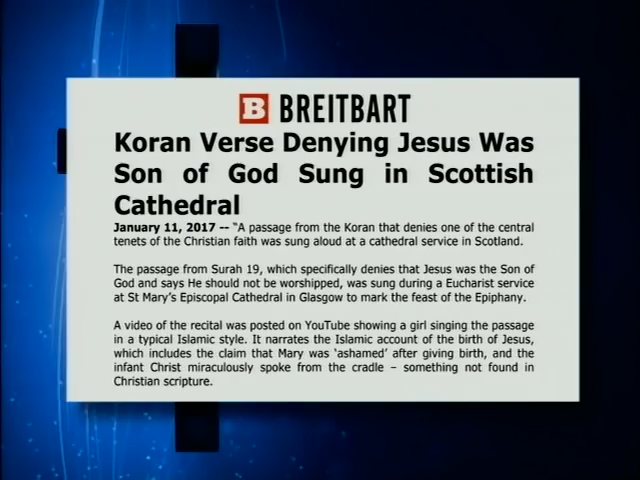 B BREITBART
Koran Verse Denying Jesus Was
Son of God Sung in Scottish
Cathedral
January 11, 2017 -- “A passage from the Koran that denies one of the central
tenets of the Christian faith was sung aloud at a cathedral service in Scotland.
The passage from Surah 19, which specifically denies that Jesus was the Son of
God and says He should not be worshipped, was sung during a Eucharist service
at St Mary’s Episcopal Cathedral in Glasgow to mark the feast of the Epiphany.
A video of the recital was posted on YouTube showing a girl singing the passage
in a typical Islamic style. It narrates the Islamic account of the birth of Jesus,
which includes the claim that Mary was ‘ashamed’ after giving birth, and the
infant Christ miraculously spoke from the cradle – something not found in
Christian scripture.